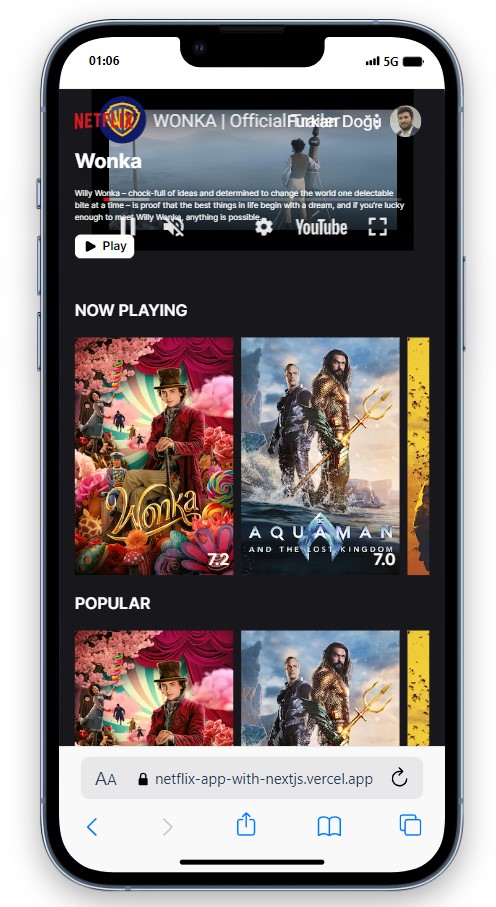 01:06
5G
NETFLIX
WONKA | Official Trailer
Furkan Doğu
Wonka
Willy Wonka – chock-full of ideas and determined to change the world one delectable
bite at a time – is proof that the best things in life begin with a dream, and if you're lucky
enough to meet Willy Wonka, anything is possible.
Play
YouTube
NOW PLAYING
Wonka
7.2
AQUAMAN
AND THE LOST KINGDOM
7.0
POPULAR
AA
netflix-app-with-nextjs.vercel.app